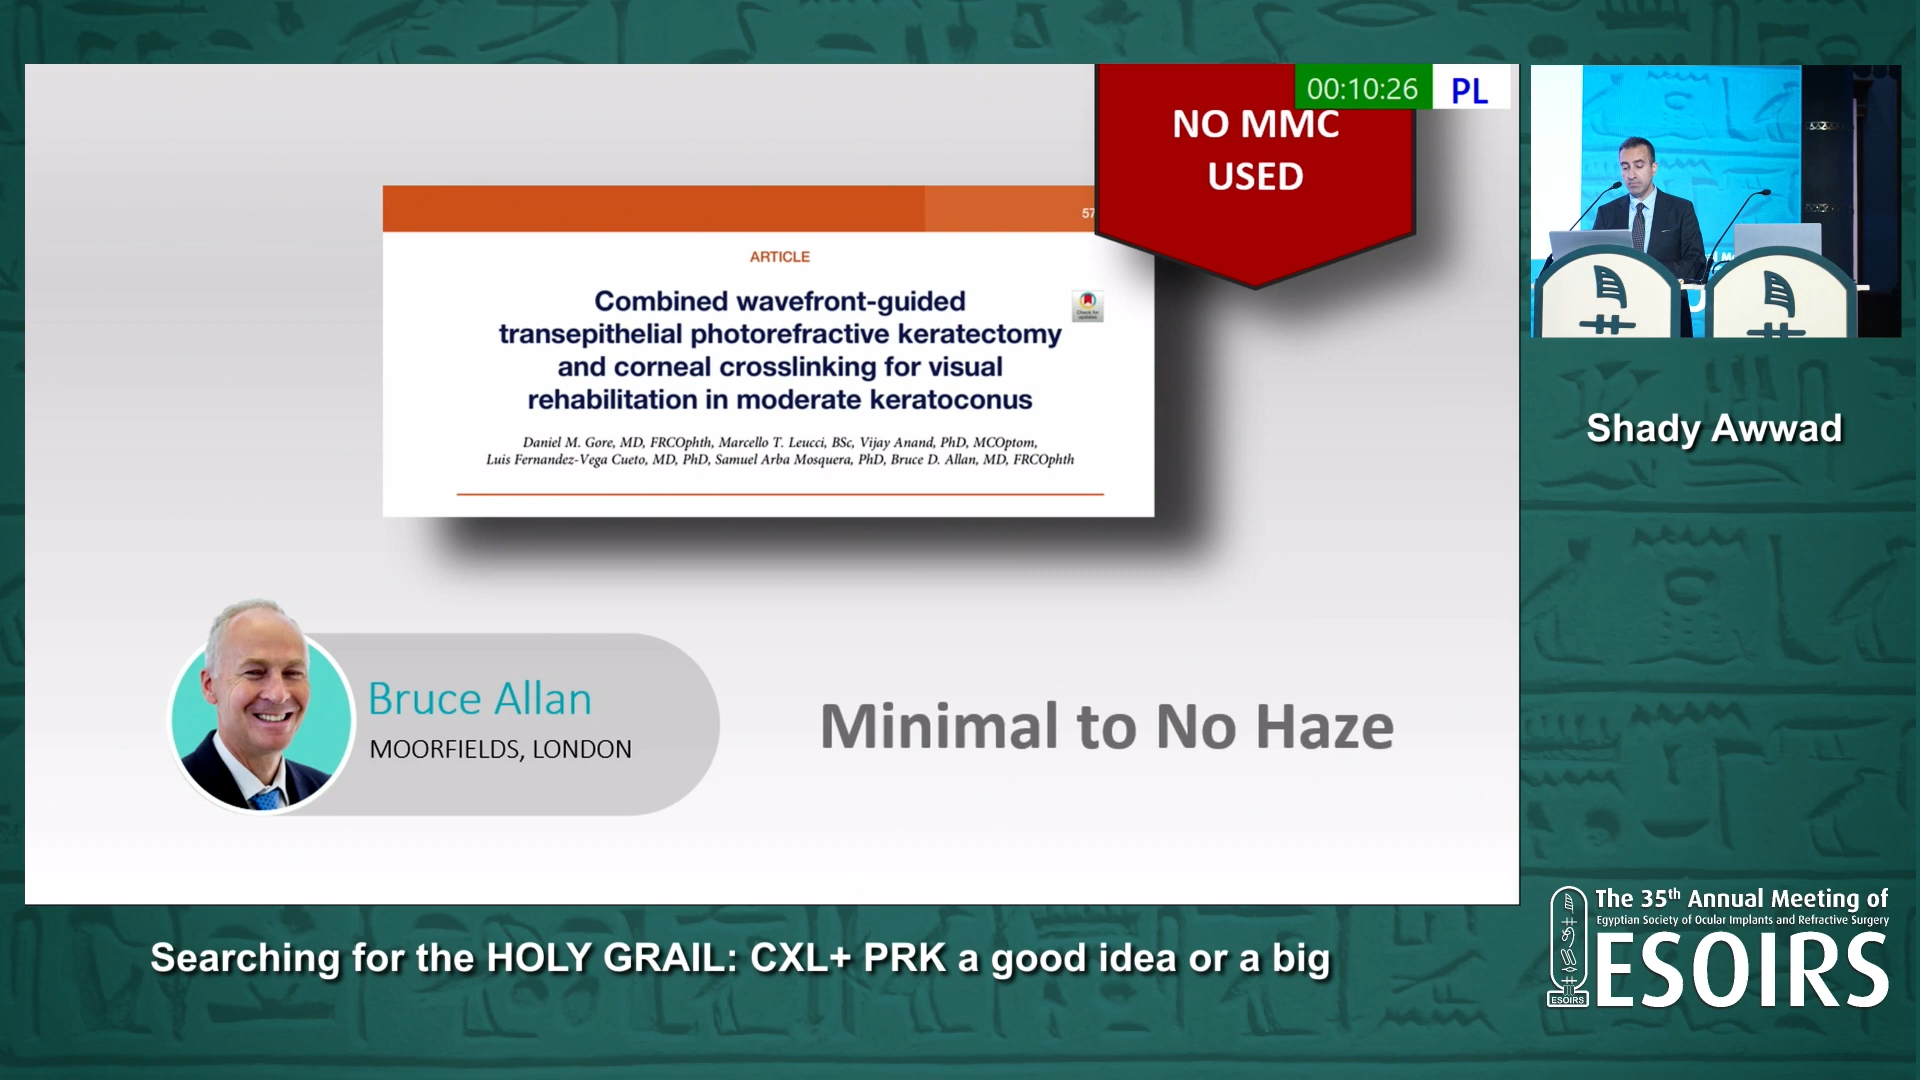 00:10:26
PL
NO MMC
USED
57
ARTICLE
Combined wavefront-guided
transepithelial photorefractive keratectomy
and corneal crosslinking for visual
rehabilitation in moderate keratoconus
Check for
updates
Daniel M. Gore, MD, FRCOphth, Marcello T. Leucci, BSc, Vijay Anand, PhD, MCOptom,
Luis Fernandez-Vega Cueto, MD, PhD, Samuel Arba Mosquera, PhD, Bruce D. Allan, MD, FRCOphth
Bruce Allan
MOORFIELDS, LONDON
Minimal to No Haze
Shady Awwad
Searching for the HOLY GRAIL: CXL+ PRK a good idea or a big
The 35th Annual Meeting of
Egyptian Society of Ocular Implants and Refractive Surgery
ESOIRS
ESOIRS